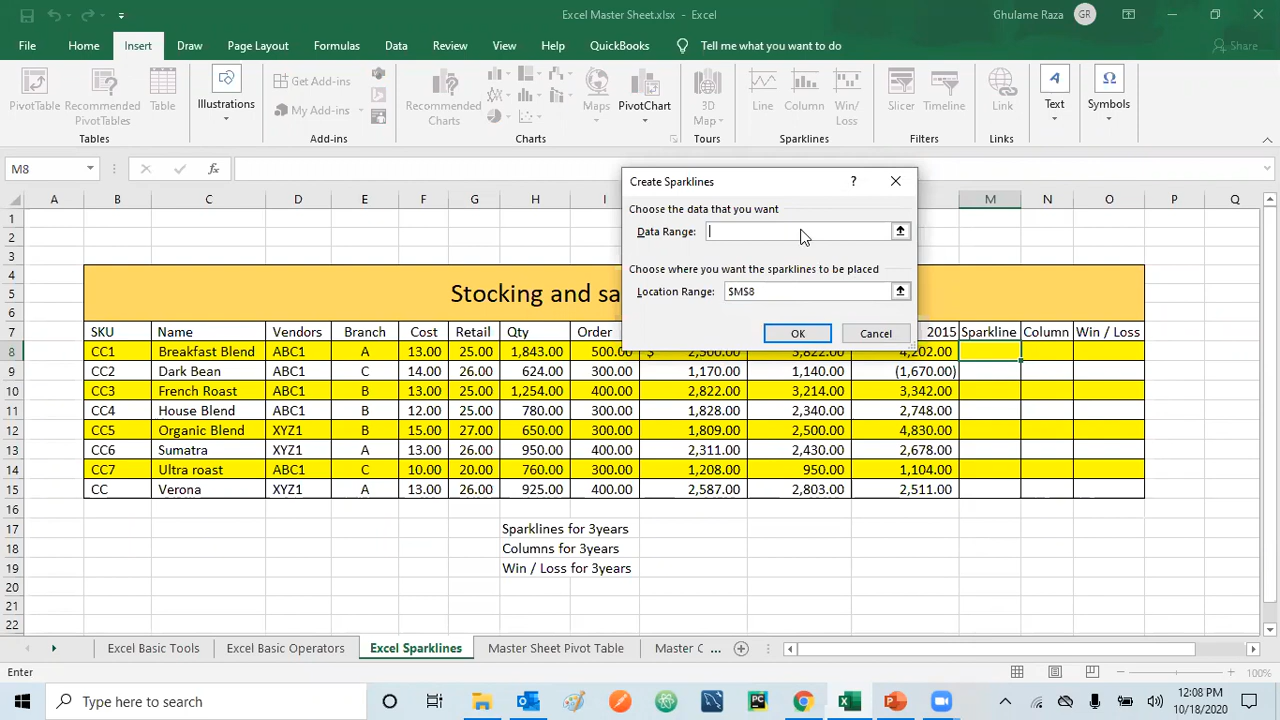 Excel Master Sheet.xlsx - Excel
Ghulame Raza GR
File Home Insert Draw Page Layout Formulas Data Review View Help QuickBooks Tell me what you want to do Share
PivotTable Recommended PivotTables Table
Illustrations
Get Add-ins
My Add-ins
Recommended Charts
Maps PivotChart
3D Map
Line Column Win/Loss
Slicer Timeline
Link
Text
Symbols
Tables Add-ins Charts Tours Sparklines Filters Links
M8
Create Sparklines
Choose the data that you want
Data Range:
Choose where you want the sparklines to be placed
Location Range: $M$8
OK Cancel
A B C D E F G H I M N O P Q
1
2
3
4
5 Stocking and sa
6
7 SKU Name Vendors Branch Cost Retail Qty Order 2015 Sparkline Column Win / Loss
8 CC1 Breakfast Blend ABC1 A 13.00 25.00 1,843.00 500.00 $ 2,500.00 3,822.00 4,202.00
9 CC2 Dark Bean ABC1 C 14.00 26.00 624.00 300.00 1,170.00 1,140.00 (1,670.00)
10 CC3 French Roast ABC1 B 13.00 25.00 1,254.00 400.00 2,822.00 3,214.00 3,342.00
11 CC4 House Blend ABC1 B 12.00 25.00 780.00 300.00 1,828.00 2,340.00 2,748.00
12 CC5 Organic Blend XYZ1 B 15.00 27.00 650.00 300.00 1,809.00 2,500.00 4,830.00
13 CC6 Sumatra XYZ1 A 13.00 26.00 950.00 400.00 2,311.00 2,430.00 2,678.00
14 CC7 Ultra roast ABC1 C 10.00 20.00 760.00 300.00 1,208.00 950.00 1,104.00
15 CC Verona XYZ1 A 13.00 26.00 925.00 400.00 2,587.00 2,803.00 2,511.00
16
17 Sparklines for 3years
18 Columns for 3years
19 Win / Loss for 3years
20
21
22
Excel Basic Tools Excel Basic Operators Excel Sparklines Master Sheet Pivot Table Master C ...
Enter 100%
Type here to search
12:08 PM
10/18/2020